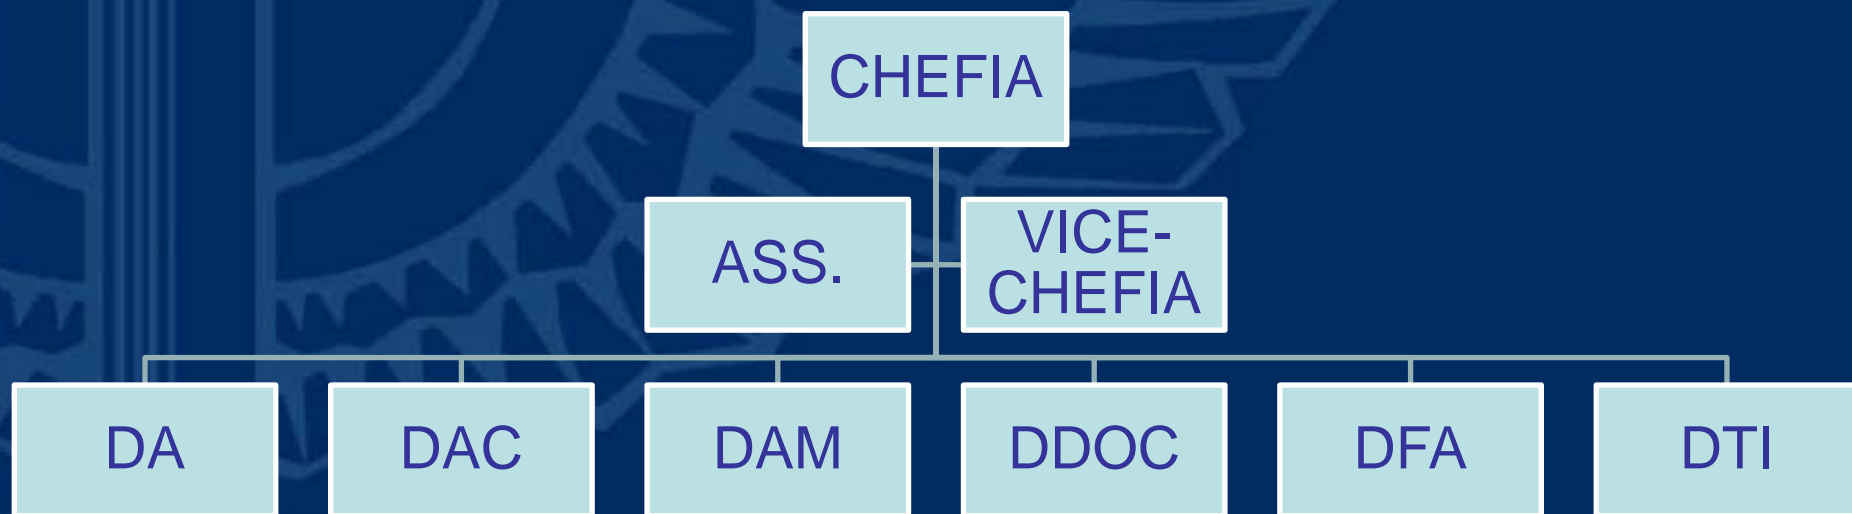 CHEFIA
ASS.
VICE-
CHEFIA
DA
DAC
DAM
DDOC
DFA
DTI